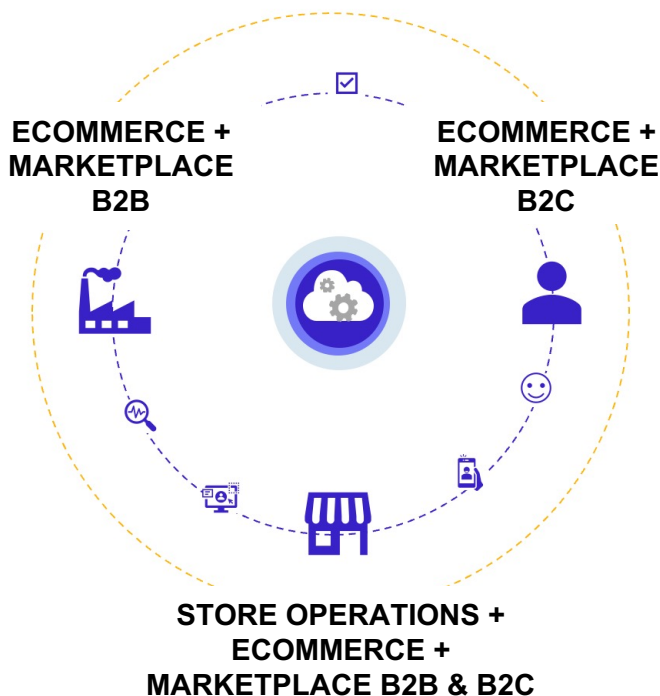 ECOMMERCE +
MARKETPLACE
B2B
ECOMMERCE +
MARKETPLACE
B2C
STORE OPERATIONS +
ECOMMERCE +
MARKETPLACE B2B & B2C